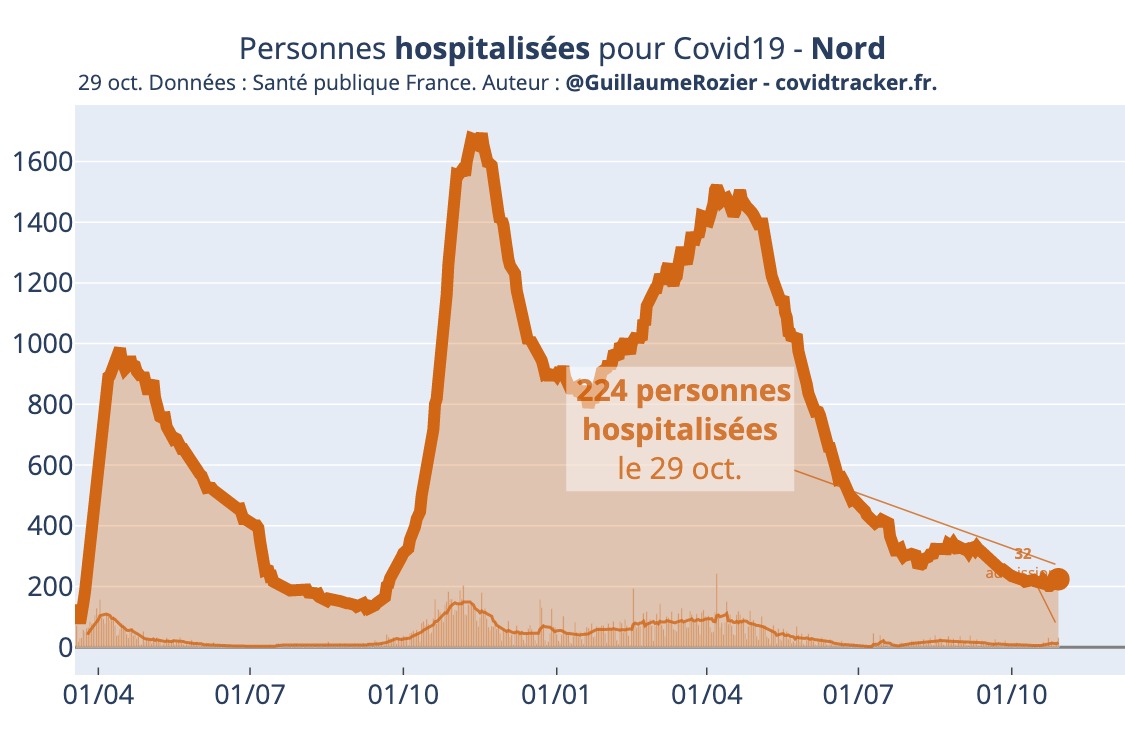 Personnes hospitalisées pour Covid19 - Nord
29 oct. Données : Santé publique France. Auteur : @GuillaumeRozier - covidtracker.fr.
1600
1400
1200
1000
800
600
400
200
0
224 personnes
hospitalisées
le 29 oct.
32
01/04 01/07 01/10 01/01 01/04 01/07 01/10